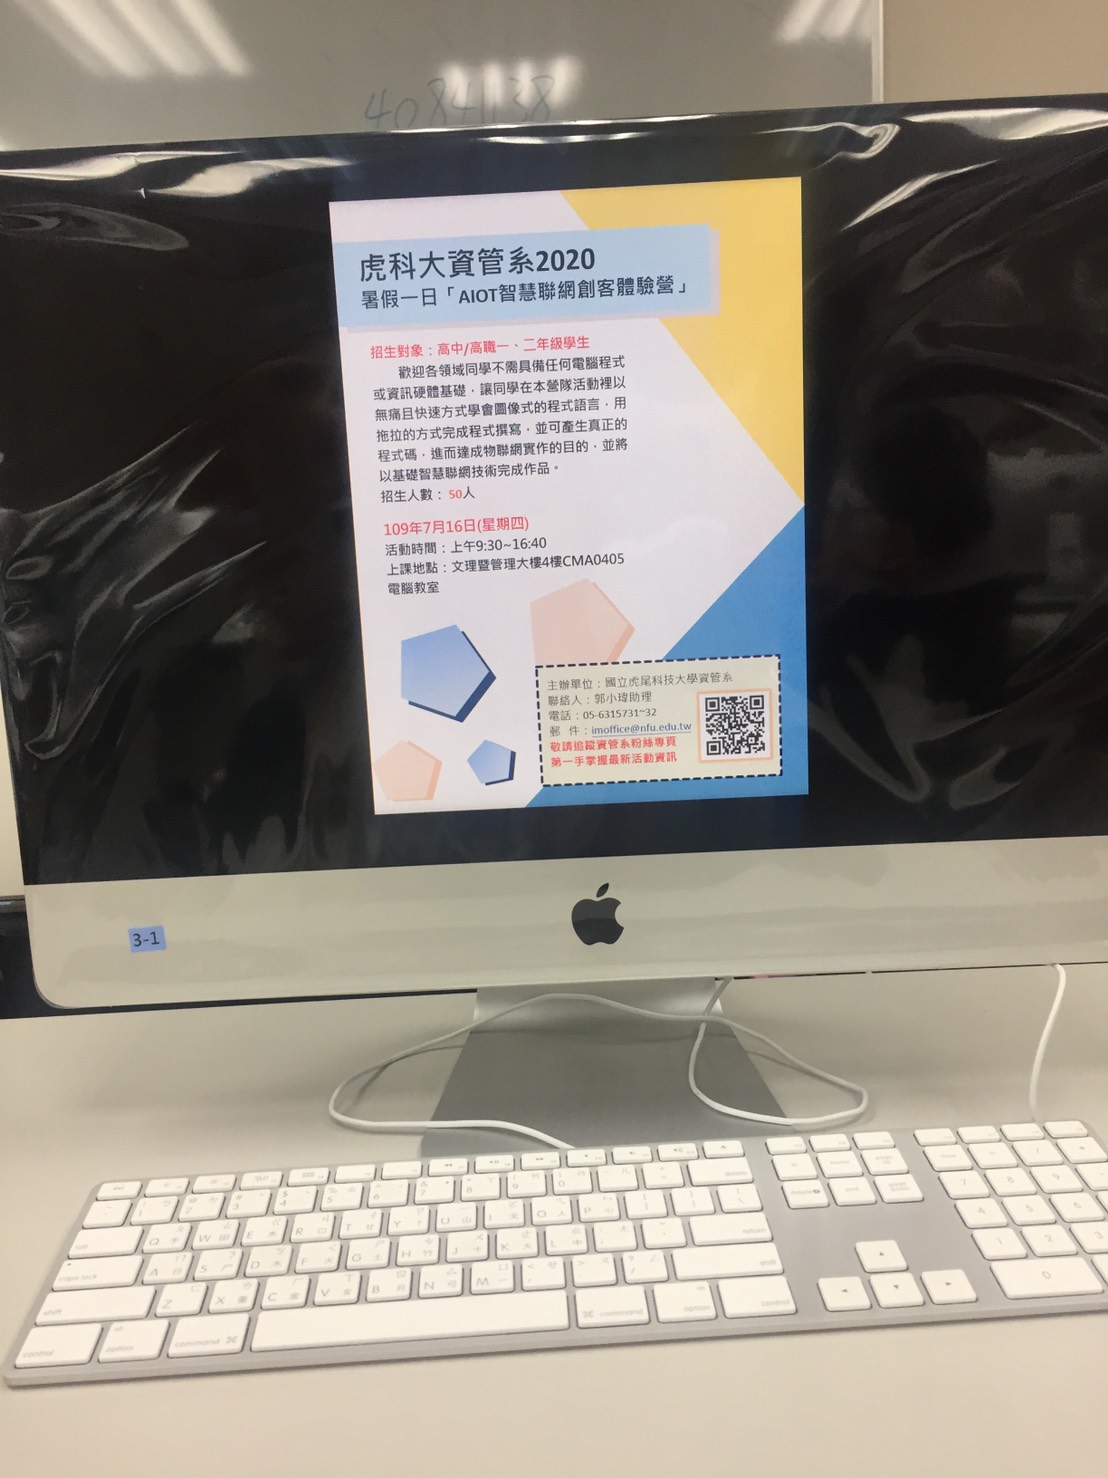 40841138
虎科大資管系2020
暑假一日「AIOT智慧聯網創客體驗營」
招生對象：高中/高職一、二年級學生
歡迎各領域同學不需具備任何電腦程式
或資訊硬體基礎，讓同學在本營隊活動裡以
無痛且快速方式學會圖像式的程式語言，用
拖拉的方式完成程式撰寫，並可產生真正的
程式碼，進而達成物聯網實作的目的，並將
以基礎智慧聯網技術完成作品。
招生人數：50人
109年7月16日(星期四)
活動時間：上午9:30~16:40
上課地點：文理暨管理大樓4樓CMA0405
電腦教室
主辦單位：國立虎尾科技大學資管系
聯絡人：郭小瑋助理
電話：05-6315731~32
郵 件：imoffice@nfu.edu.tw
敬請追蹤資管系粉絲專頁
第一手掌握最新活動資訊
3-1